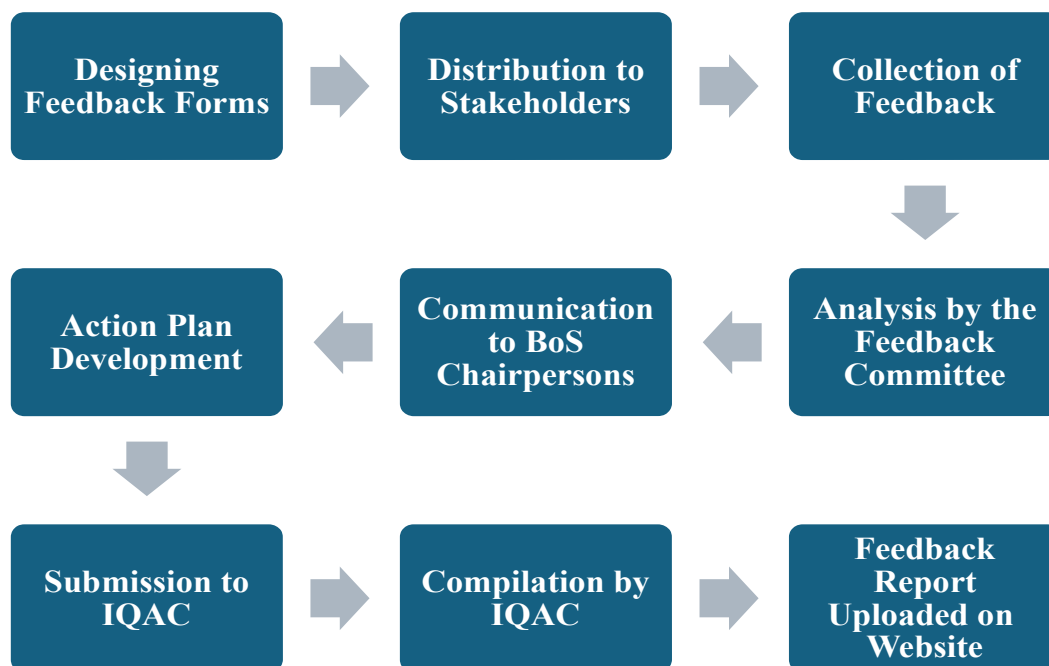 Designing
Feedback Forms
Distribution to
Stakeholders
Collection of
Feedback
Analysis by the
Feedback
Committee
Communication
to BoS
Chairpersons
Action Plan
Development
Submission to
IQAC
Compilation by
IQAC
Feedback
Report
Uploaded on
Website